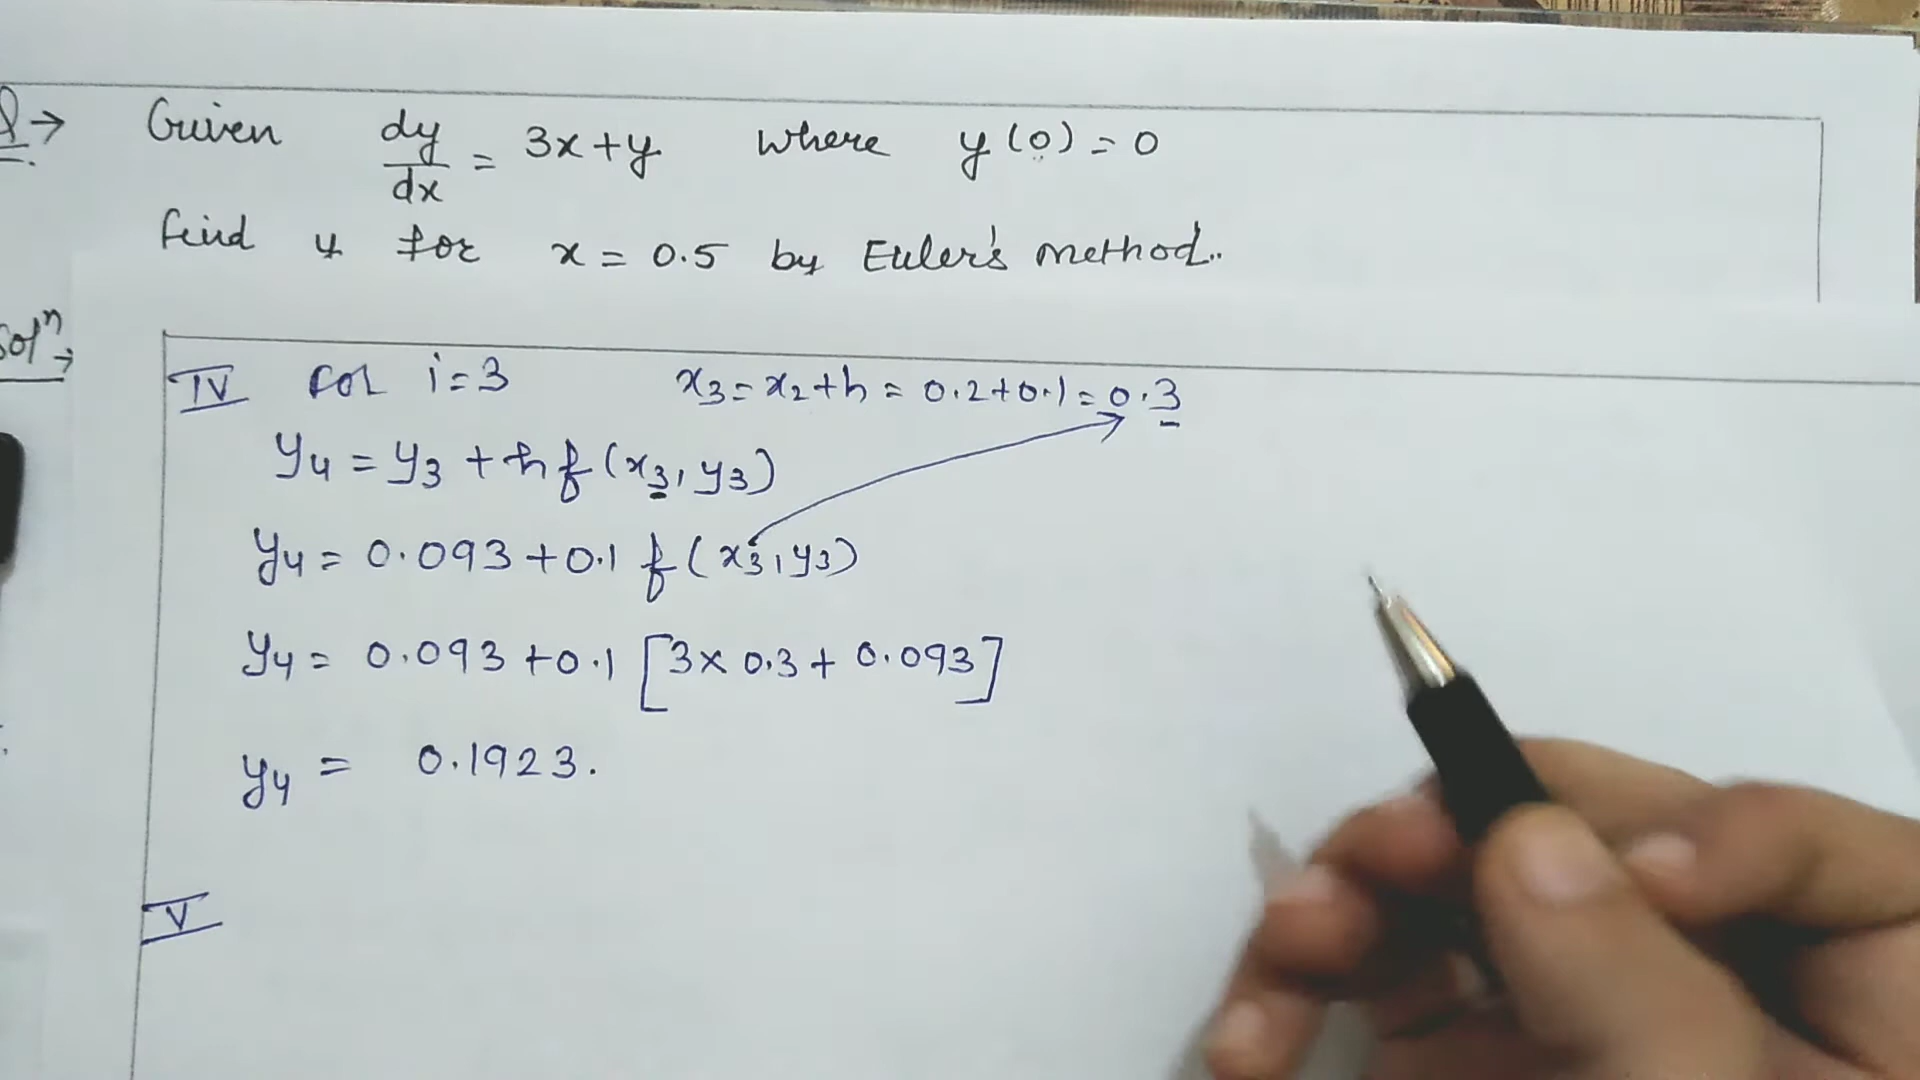 Q→ Given dy/dx = 3x+y where y(0)=0
find y for x = 0.5 by Euler's method.
Solⁿ→
IV For i=3 x₃=x₂+h = 0.2+0.1=0.3
y₄ = y₃ + h f(x₃, y₃)
y₄ = 0.093+0.1 f(x₃, y₃)
y₄ = 0.093+0.1 [3× 0.3+ 0.093]
y₄ = 0.1923.
V